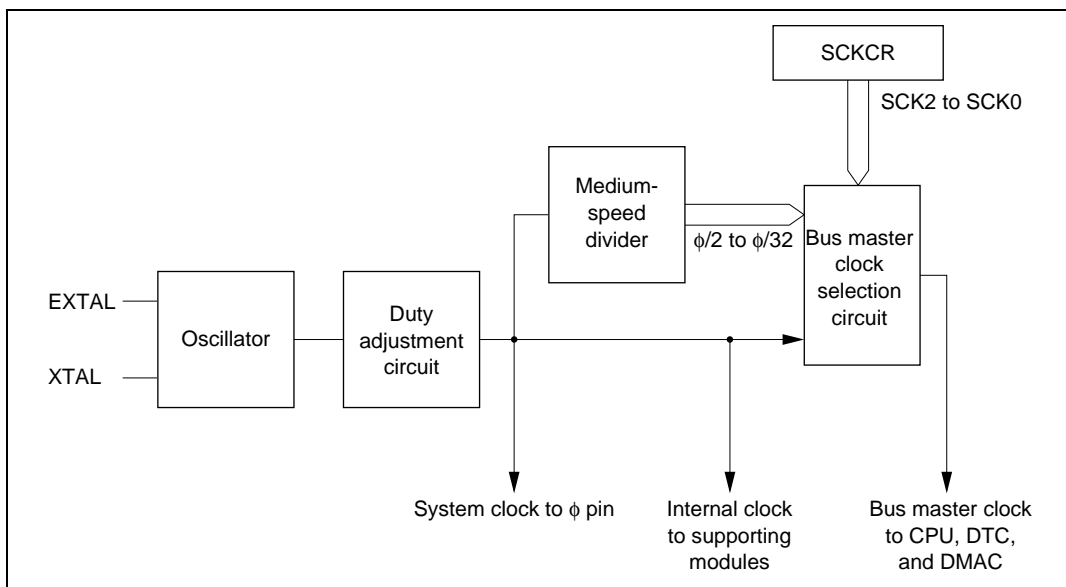 SCKCR
SCK2 to SCK0
Medium-
speed
divider
ϕ/2 to ϕ/32
Bus master
clock
selection
circuit
EXTAL
XTAL
Oscillator
Duty
adjustment
circuit
System clock to ϕ pin
Internal clock
to supporting
modules
Bus master clock
to CPU, DTC,
and DMAC